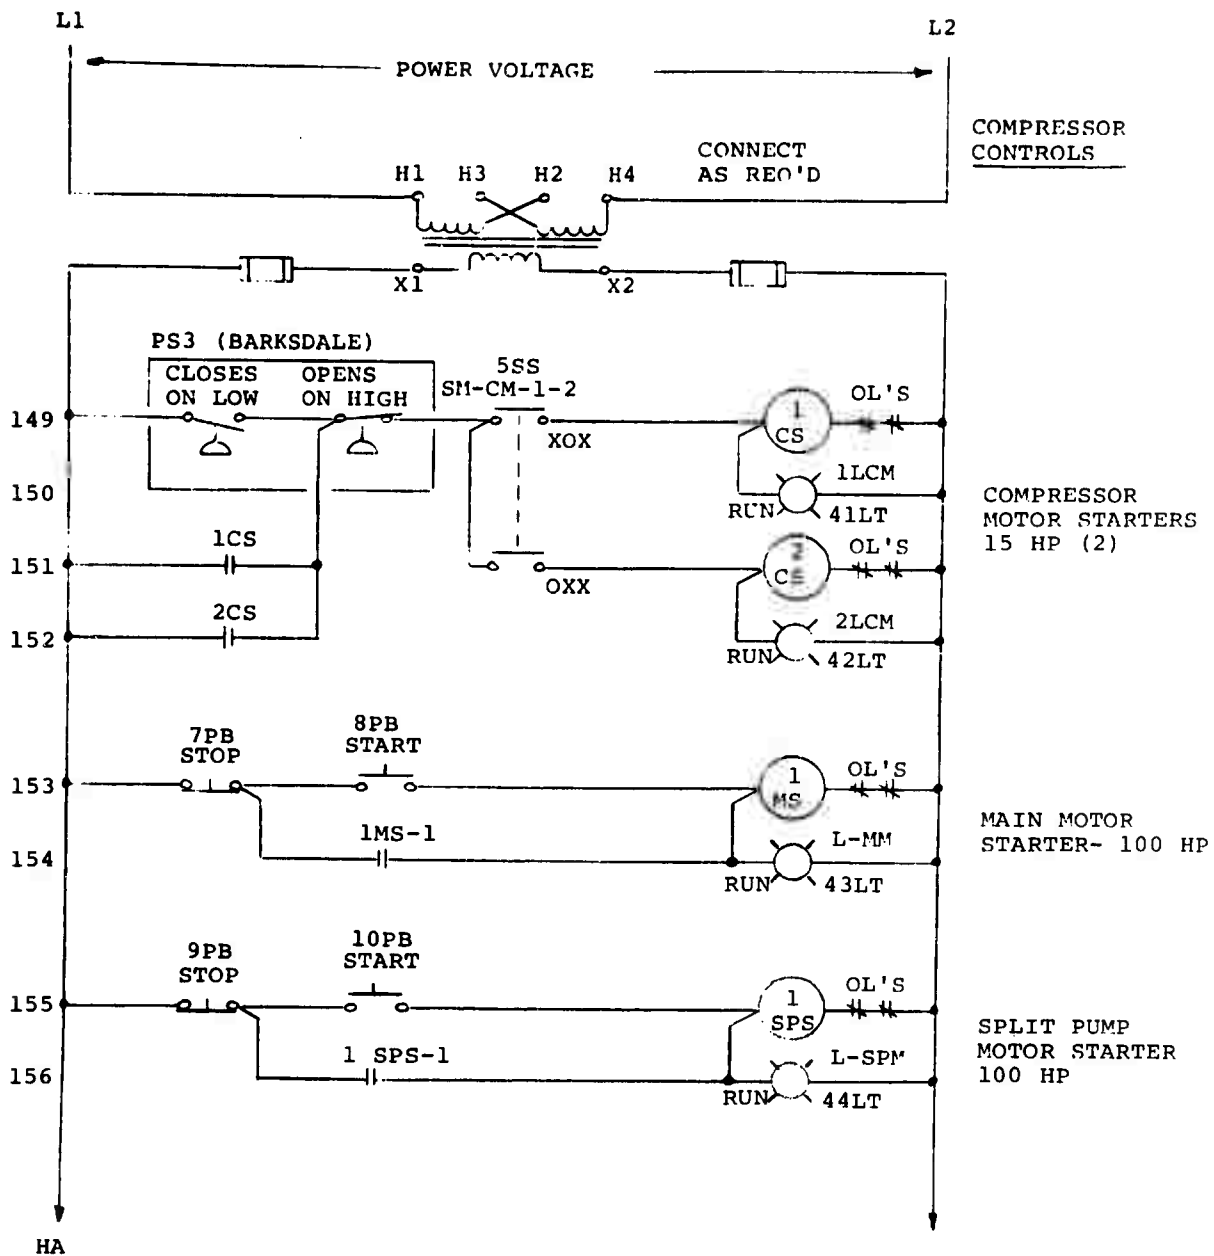 L1
L2
POWER VOLTAGE
COMPRESSOR
CONTROLS
CONNECT
AS REQ'D
H1 H3 H2 H4
X1 X2
PS3 (BARKSDALE)
CLOSES
ON LOW
OPENS
ON HIGH
5SS
SM-CM-1-2
149
XOX
1
CS
OL'S
150
RUN
1LCM
41LT
COMPRESSOR
MOTOR STARTERS
15 HP (2)
151
1CS
OXX
2
OL'S
152
2CS
RUN
2LCM
42LT
153
7PB
STOP
8PB
START
1
MS
OL'S
154
1MS-1
RUN
L-MM
43LT
MAIN MOTOR
STARTER- 100 HP
155
9PB
STOP
10PB
START
1
SPS
OL'S
156
1 SPS-1
RUN
L-SPM
44LT
SPLIT PUMP
MOTOR STARTER
100 HP
HA